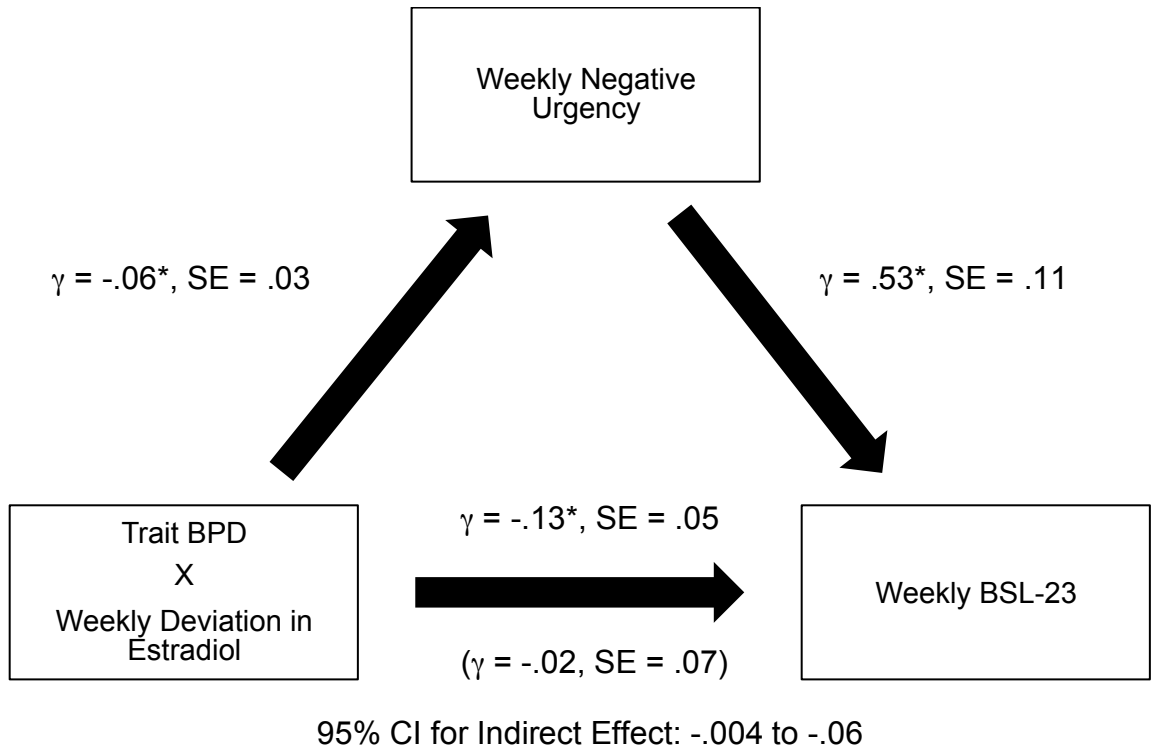 Weekly Negative
Urgency
γ = -.06*, SE = .03
γ = .53*, SE = .11
Trait BPD
X
Weekly Deviation in
Estradiol
γ = -.13*, SE = .05
(γ = -.02, SE = .07)
Weekly BSL-23
95% CI for Indirect Effect: -.004 to -.06